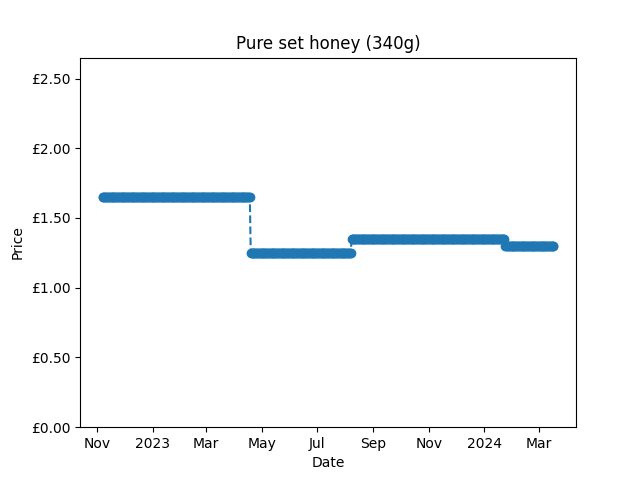 Pure set honey (340g)
£2.50
£2.00
£1.50
£1.00
£0.50
£0.00
Price
Nov 2023 Mar May Jul Sep Nov 2024 Mar
Date